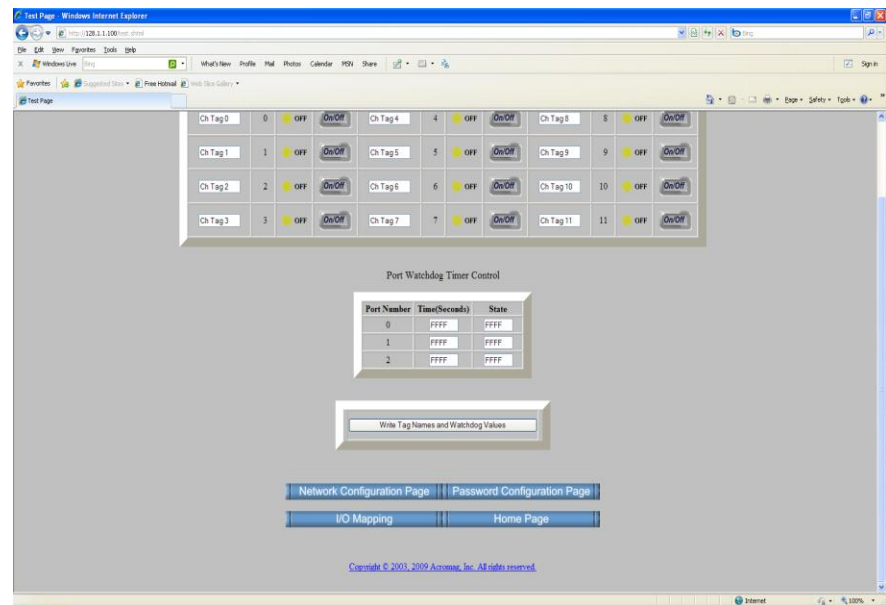 Test Page - Windows Internet Explorer
http://128.1.1.100/test.shtml
Bing
File Edit View Favorites Tools Help
X Windows Live Bing What's New Profile Mail Photos Calendar MSN Share Sign in
Favorites Suggested Sites Free Hotmail Web Slice Gallery
Test Page Page Safety Tools
Ch Tag 0 0 OFF On/Off Ch Tag 4 4 OFF On/Off Ch Tag 8 8 OFF On/Off
Ch Tag 1 1 OFF On/Off Ch Tag 5 5 OFF On/Off Ch Tag 9 9 OFF On/Off
Ch Tag 2 2 OFF On/Off Ch Tag 6 6 OFF On/Off Ch Tag 10 10 OFF On/Off
Ch Tag 3 3 OFF On/Off Ch Tag 7 7 OFF On/Off Ch Tag 11 11 OFF On/Off
Port Watchdog Timer Control
Port Number Time(Seconds) State
0 FFFF FFFF
1 FFFF FFFF
2 FFFF FFFF
Write Tag Names and Watchdog Values
Network Configuration Page Password Configuration Page
I/O Mapping Home Page
Copyright © 2003, 2009 Acromag, Inc. All rights reserved.
Internet 100%